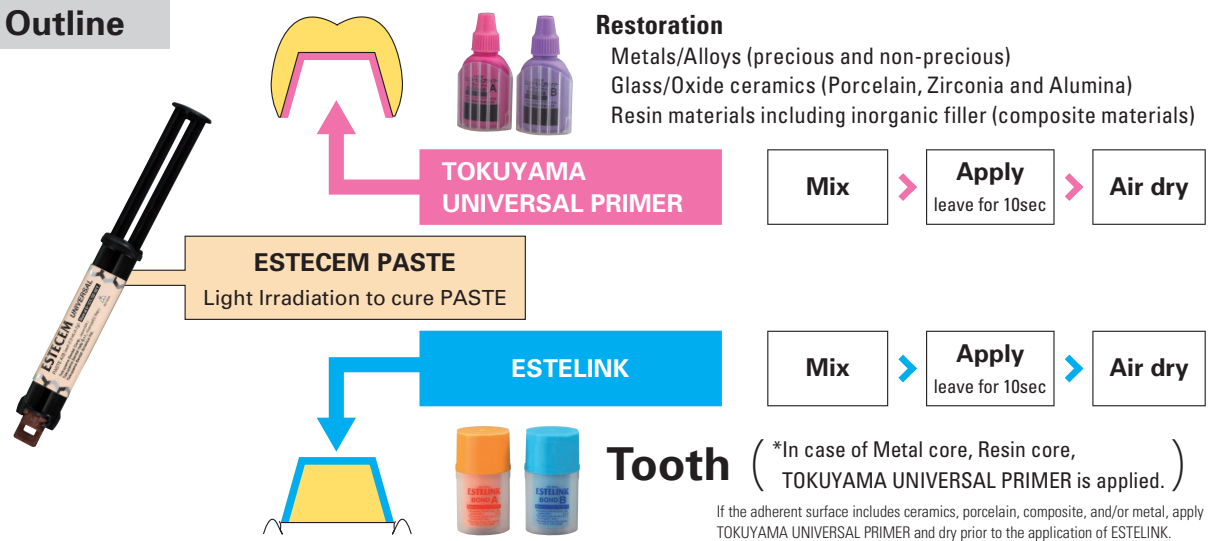 Outline
Restoration
Metals/Alloys (precious and non-precious)
Glass/Oxide ceramics (Porcelain, Zirconia and Alumina)
Resin materials including inorganic filler (composite materials)
A
B
TOKUYAMA
UNIVERSAL PRIMER
Mix
Apply
leave for 10sec
Air dry
ESTECEM PASTE
Light Irradiation to cure PASTE
ESTECEM UNIVERSAL
ESTELINK
Mix
Apply
leave for 10sec
Air dry
ESTELINK
BOND A
ESTELINK
BOND B
Tooth
( *In case of Metal core, Resin core,
TOKUYAMA UNIVERSAL PRIMER is applied. )
If the adherent surface includes ceramics, porcelain, composite, and/or metal, apply
TOKUYAMA UNIVERSAL PRIMER and dry prior to the application of ESTELINK.